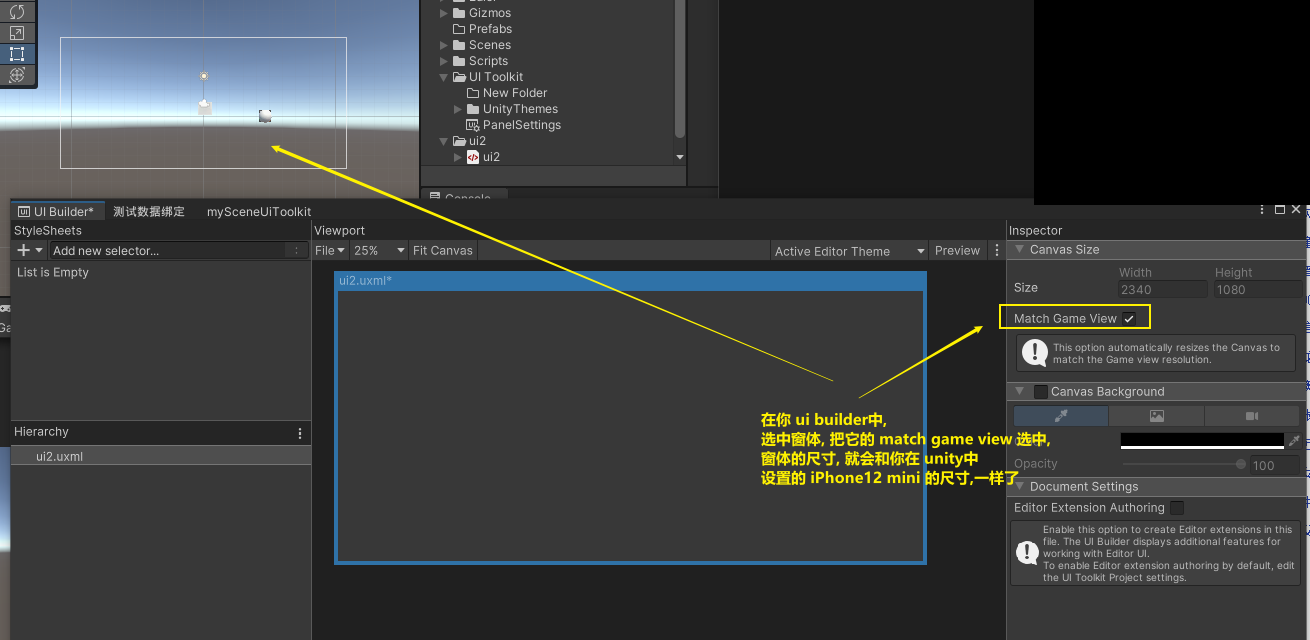 Gizmos
Prefabs
Scenes
Scripts
UI Toolkit
New Folder
UnityThemes
PanelSettings
ui2
ui2
UI Builder*
测试数据绑定
mySceneUiToolkit
StyleSheets
Add new selector...
List is Empty
Viewport
File
25%
Fit Canvas
Active Editor Theme
Preview
ui2.uxml*
Hierarchy
ui2.uxml
Inspector
Canvas Size
Width
Height
Size
2340
1080
Match Game View
This option automatically resizes the Canvas to
match the Game view resolution.
Canvas Background
Opacity
100
Document Settings
Editor Extension Authoring
Enable this option to create Editor extensions in this
file. The UI Builder displays additional features for
working with Editor UI.
To enable Editor extension authoring by default, edit
the UI Toolkit Project settings.
在你 ui builder中,
选中窗体, 把它的 match game view 选中,
窗体的尺寸, 就会和你在 unity中
设置的 iPhone12 mini 的尺寸,一样了